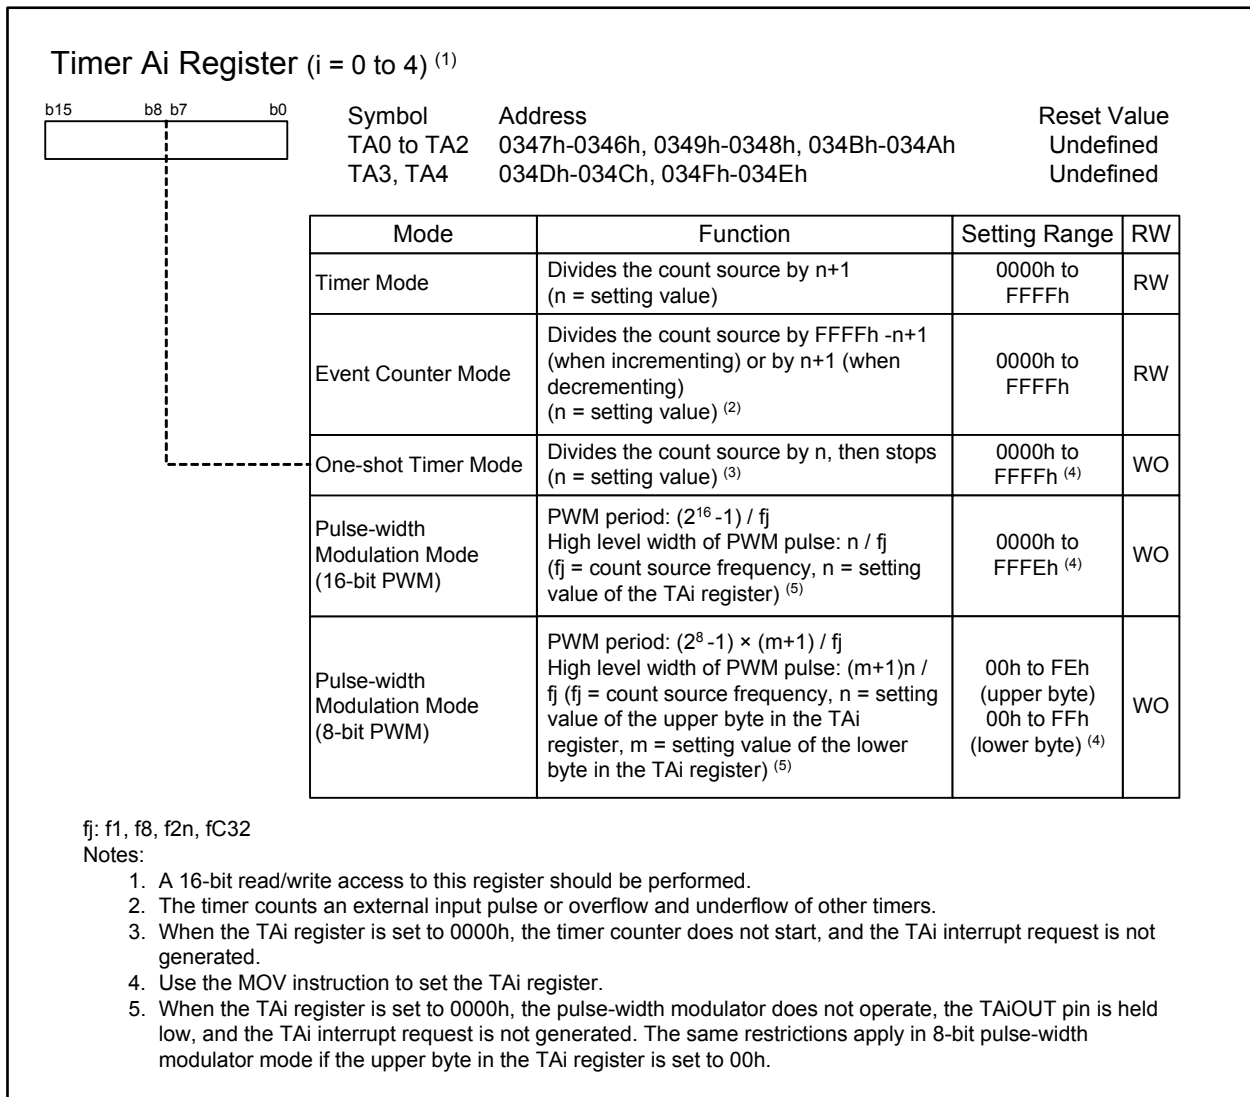 Timer Ai Register (i = 0 to 4) (1)
b15 b8 b7 b0
Symbol Address Reset Value
TA0 to TA2 0347h-0346h, 0349h-0348h, 034Bh-034Ah Undefined
TA3, TA4 034Dh-034Ch, 034Fh-034Eh Undefined
Mode Function Setting Range RW
Timer Mode
Divides the count source by n+1
(n = setting value)
0000h to
FFFFh
RW
Event Counter Mode
Divides the count source by FFFFh -n+1
(when incrementing) or by n+1 (when
decrementing)
(n = setting value) (2)
0000h to
FFFFh
RW
One-shot Timer Mode
Divides the count source by n, then stops
(n = setting value) (3)
0000h to
FFFFh (4)
WO
Pulse-width
Modulation Mode
(16-bit PWM)
PWM period: (2^16 -1) / fj
High level width of PWM pulse: n / fj
(fj = count source frequency, n = setting
value of the TAi register) (5)
0000h to
FFFEh (4)
WO
Pulse-width
Modulation Mode
(8-bit PWM)
PWM period: (2^8 -1) × (m+1) / fj
High level width of PWM pulse: (m+1)n /
fj (fj = count source frequency, n = setting
value of the upper byte in the TAi
register, m = setting value of the lower
byte in the TAi register) (5)
00h to FEh
(upper byte)
00h to FFh
(lower byte) (4)
WO
fj: f1, f8, f2n, fC32
Notes:
1. A 16-bit read/write access to this register should be performed.
2. The timer counts an external input pulse or overflow and underflow of other timers.
3. When the TAi register is set to 0000h, the timer counter does not start, and the TAi interrupt request is not
generated.
4. Use the MOV instruction to set the TAi register.
5. When the TAi register is set to 0000h, the pulse-width modulator does not operate, the TAiOUT pin is held
low, and the TAi interrupt request is not generated. The same restrictions apply in 8-bit pulse-width
modulator mode if the upper byte in the TAi register is set to 00h.